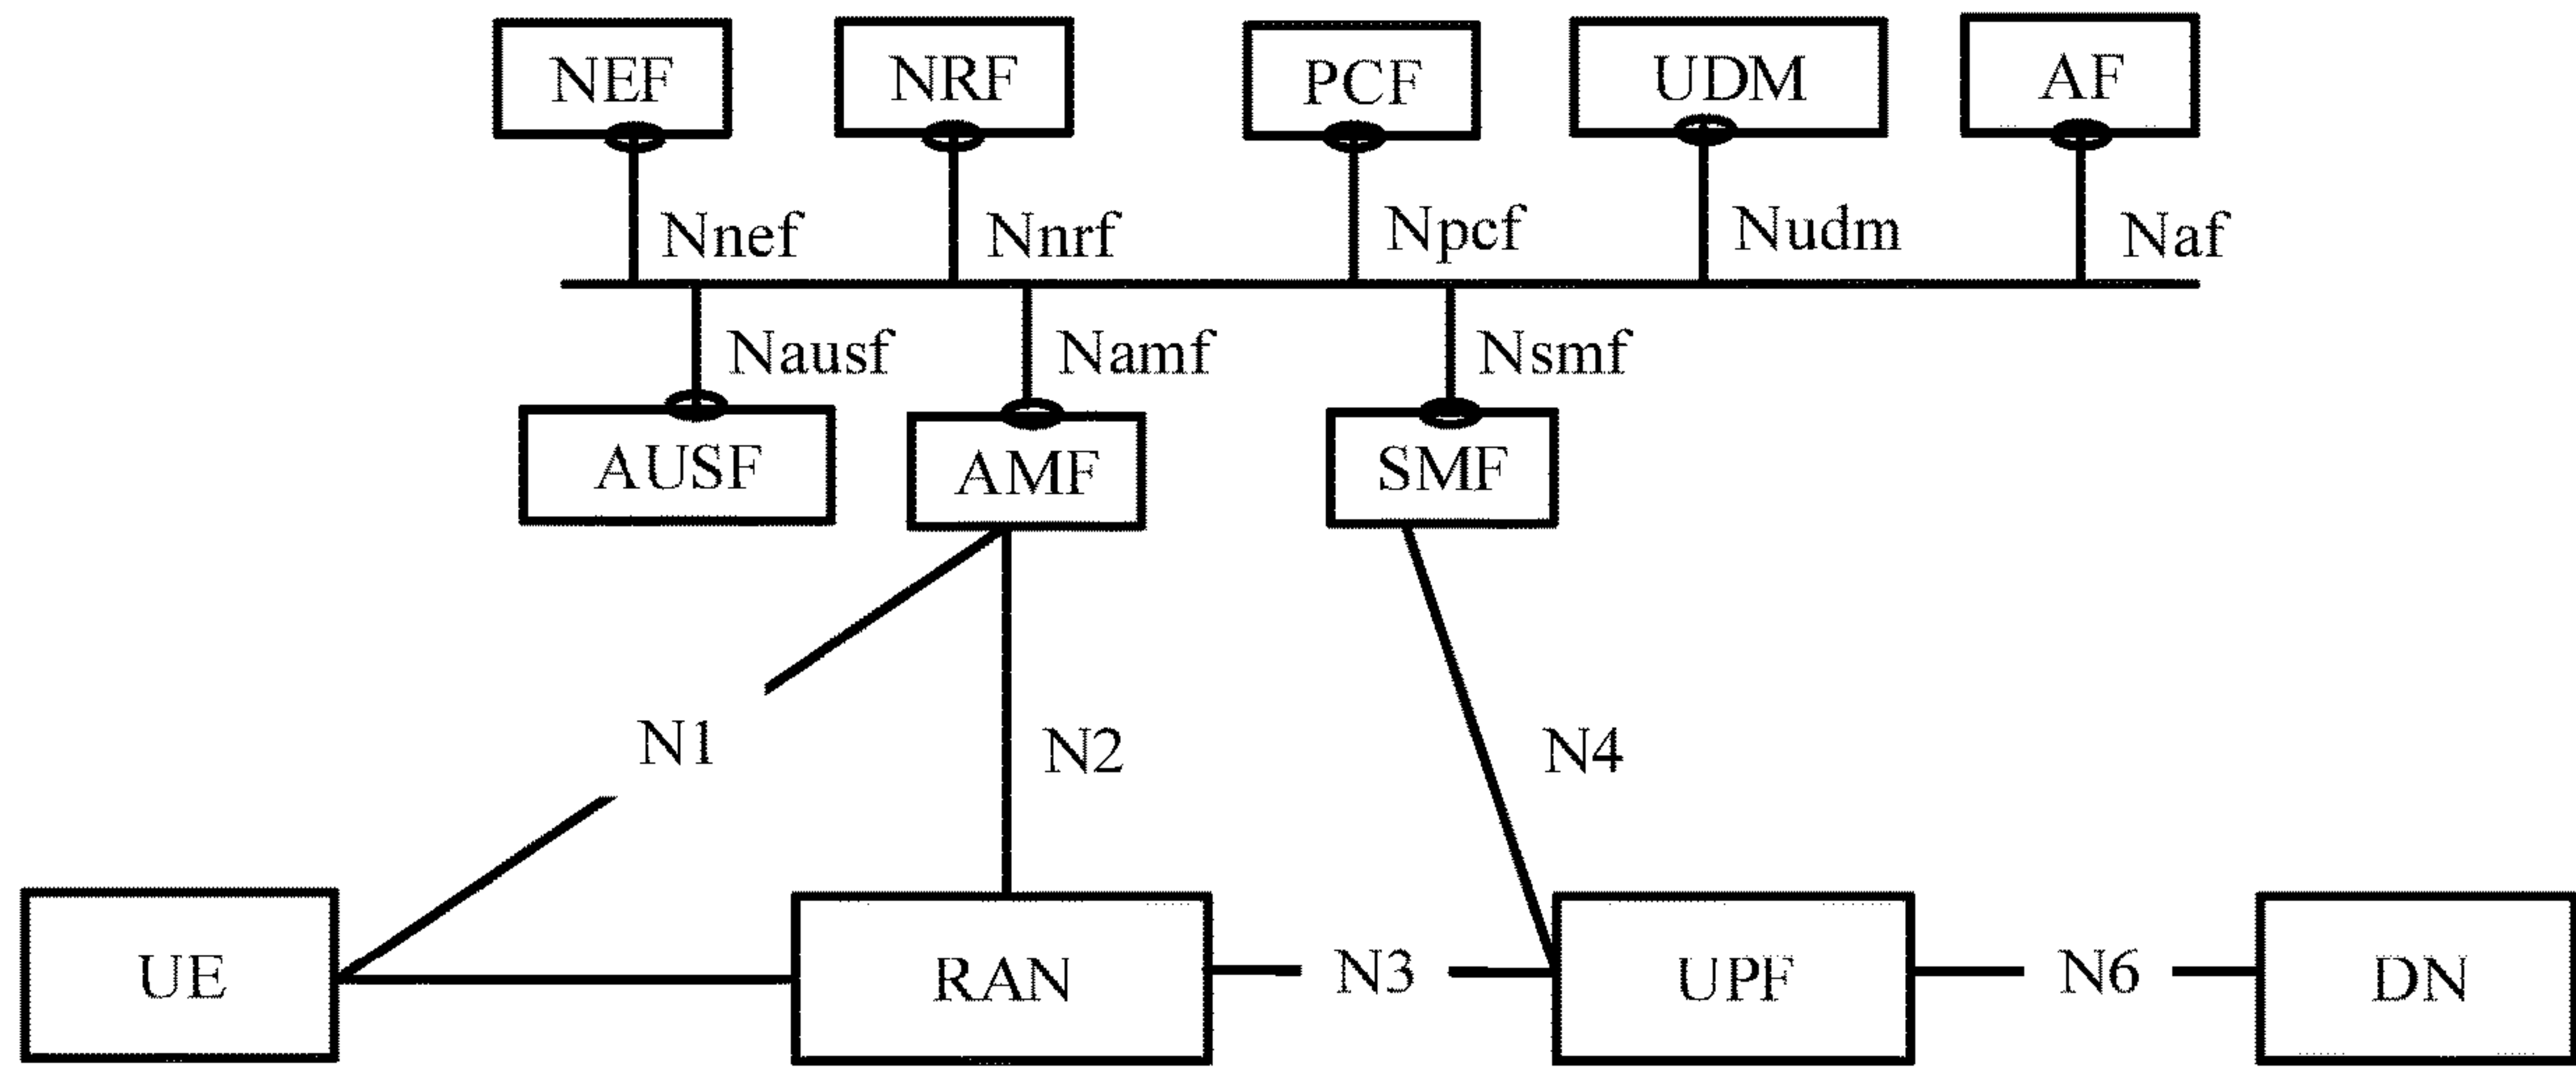 NEF NRF PCF UDM AF
Nnef Nnrf Npcf Nudm Naf
Nausf Namf Nsmf
AUSF AMF SMF
N1 N2 N4
UE RAN N3 UPF N6 DN